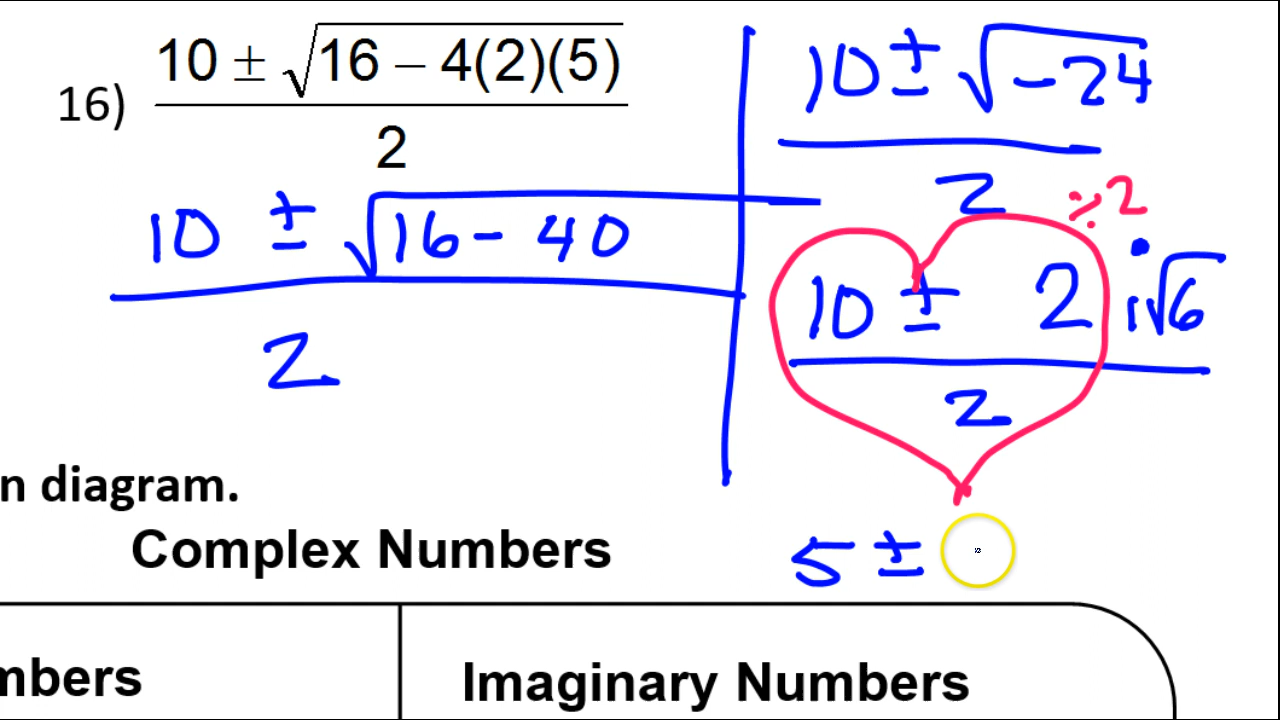 16) 10 ± √16 – 4(2)(5)
2
10 ± √16 - 40
2
10 ± √-24
2
÷2
10 ± 2 i√6
2
5 ±
n diagram.
Complex Numbers
mbers
Imaginary Numbers